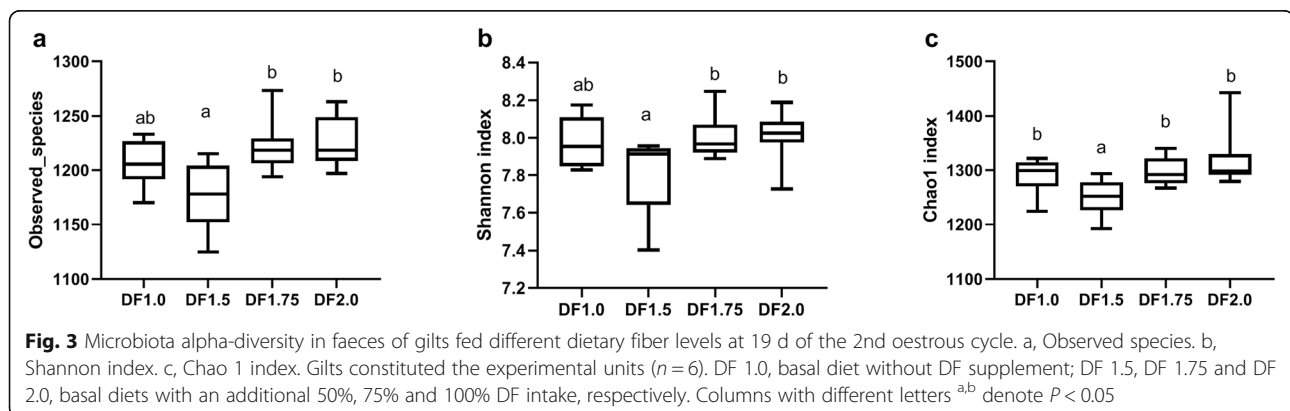 a
b
c
1300
1250
1200
1150
1100
Observed_species
ab
a
b
b
DF1.0 DF1.5 DF1.75 DF2.0
8.4
8.2
8.0
7.8
7.6
7.4
7.2
Shannon index
ab
a
b
b
DF1.0 DF1.5 DF1.75 DF2.0
1500
1400
1300
1200
1100
Chao1 index
b
a
b
b
DF1.0 DF1.5 DF1.75 DF2.0
Fig. 3 Microbiota alpha-diversity in faeces of gilts fed different dietary fiber levels at 19 d of the 2nd oestrous cycle. a, Observed species. b,
Shannon index. c, Chao 1 index. Gilts constituted the experimental units (n = 6). DF 1.0, basal diet without DF supplement; DF 1.5, DF 1.75 and DF
2.0, basal diets with an additional 50%, 75% and 100% DF intake, respectively. Columns with different letters a,b denote P < 0.05